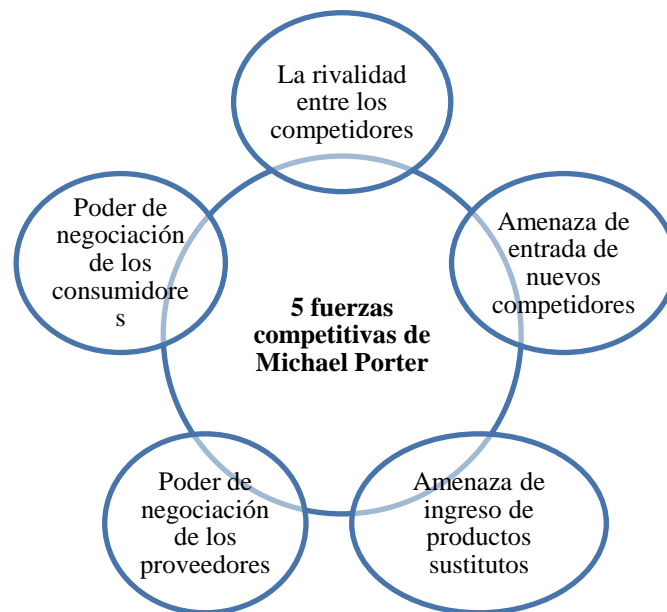 La rivalidad
entre los
competidores
Amenaza de
entrada de
nuevos
competidores
Amenaza de
ingreso de
productos
sustitutos
Poder de
negociación
de los
proveedores
Poder de
negociación
de los
consumidore
s
5 fuerzas
competitivas de
Michael Porter